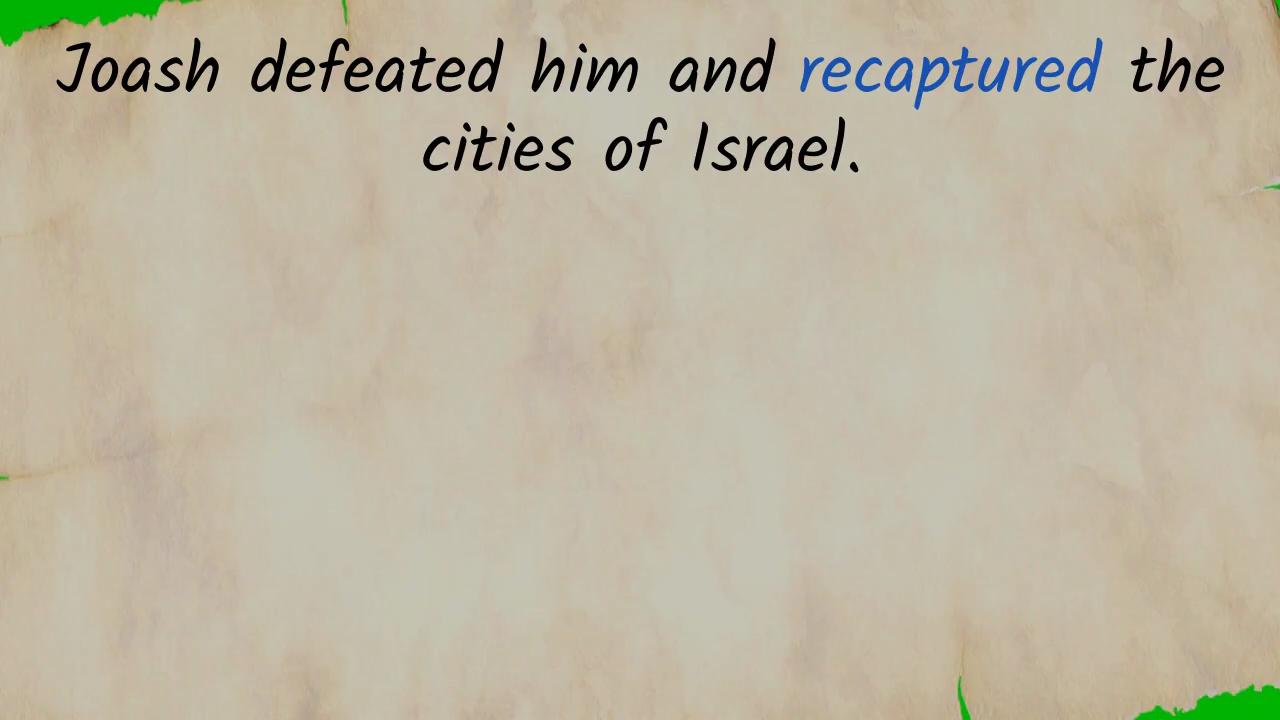 Joash defeated him and recaptured the
cities of Israel.